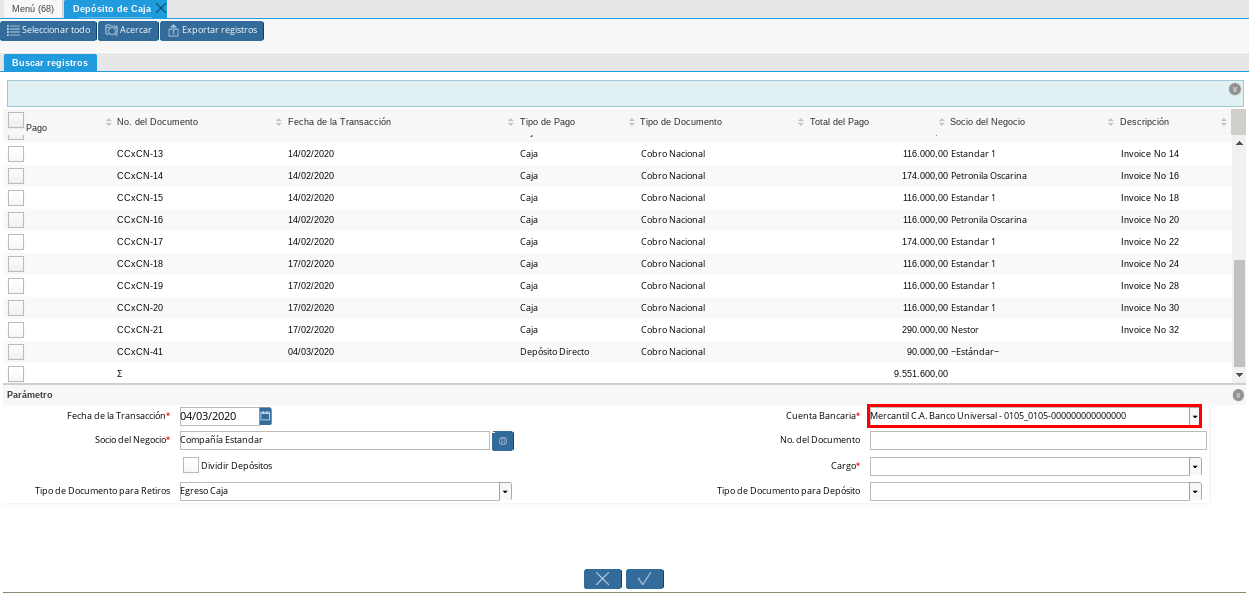 Menú (68) Depósito de Caja
Seleccionar todo Acercar Exportar registros
Buscar registros
Pago No. del Documento Fecha de la Transacción Tipo de Pago Tipo de Documento Total del Pago Socio del Negocio Descripción
CCxCN-13 14/02/2020 Caja Cobro Nacional 116.000,00 Estandar 1 Invoice No 14
CCxCN-14 14/02/2020 Caja Cobro Nacional 174.000,00 Petronila Oscarina Invoice No 16
CCxCN-15 14/02/2020 Caja Cobro Nacional 116.000,00 Estandar 1 Invoice No 18
CCxCN-16 14/02/2020 Caja Cobro Nacional 116.000,00 Petronila Oscarina Invoice No 20
CCxCN-17 14/02/2020 Caja Cobro Nacional 174.000,00 Estandar 1 Invoice No 22
CCxCN-18 17/02/2020 Caja Cobro Nacional 116.000,00 Estandar 1 Invoice No 24
CCxCN-19 17/02/2020 Caja Cobro Nacional 116.000,00 Estandar 1 Invoice No 28
CCxCN-20 17/02/2020 Caja Cobro Nacional 116.000,00 Estandar 1 Invoice No 30
CCxCN-21 17/02/2020 Caja Cobro Nacional 290.000,00 Nestor Invoice No 32
CCxCN-41 04/03/2020 Depósito Directo Cobro Nacional 90.000,00 ~Estándar~
Σ 9.551.600,00
Parámetro
Fecha de la Transacción* 04/03/2020 Cuenta Bancaria* Mercantil C.A. Banco Universal - 0105_0105-000000000000000
Socio del Negocio* Compañía Estandar No. del Documento
Dividir Depósitos Cargo*
Tipo de Documento para Retiros Egreso Caja Tipo de Documento para Depósito